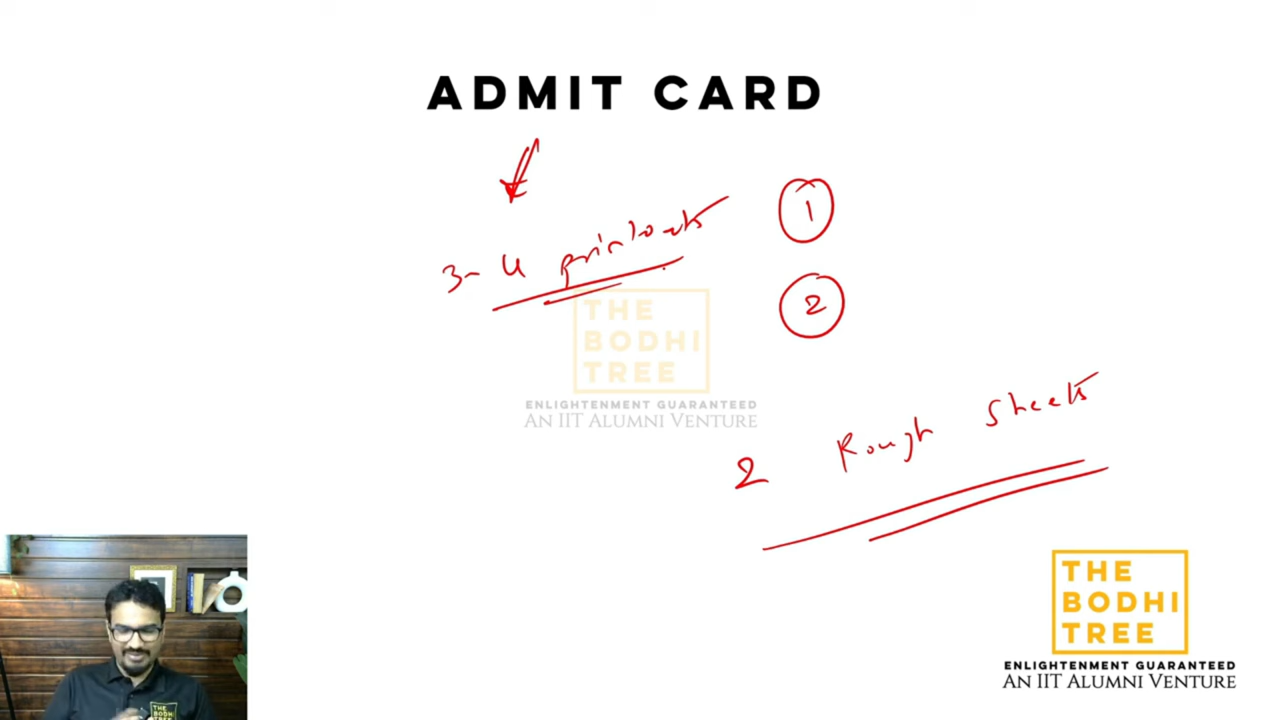 ADMIT CARD
3-4 printouts
1
2
2 Rough Sheets
THE
BODHI
TREE
ENLIGHTENMENT GUARANTEED
AN IIT ALUMNI VENTURE
THE
BODHI
TREE
ENLIGHTENMENT GUARANTEED
AN IIT ALUMNI VENTURE